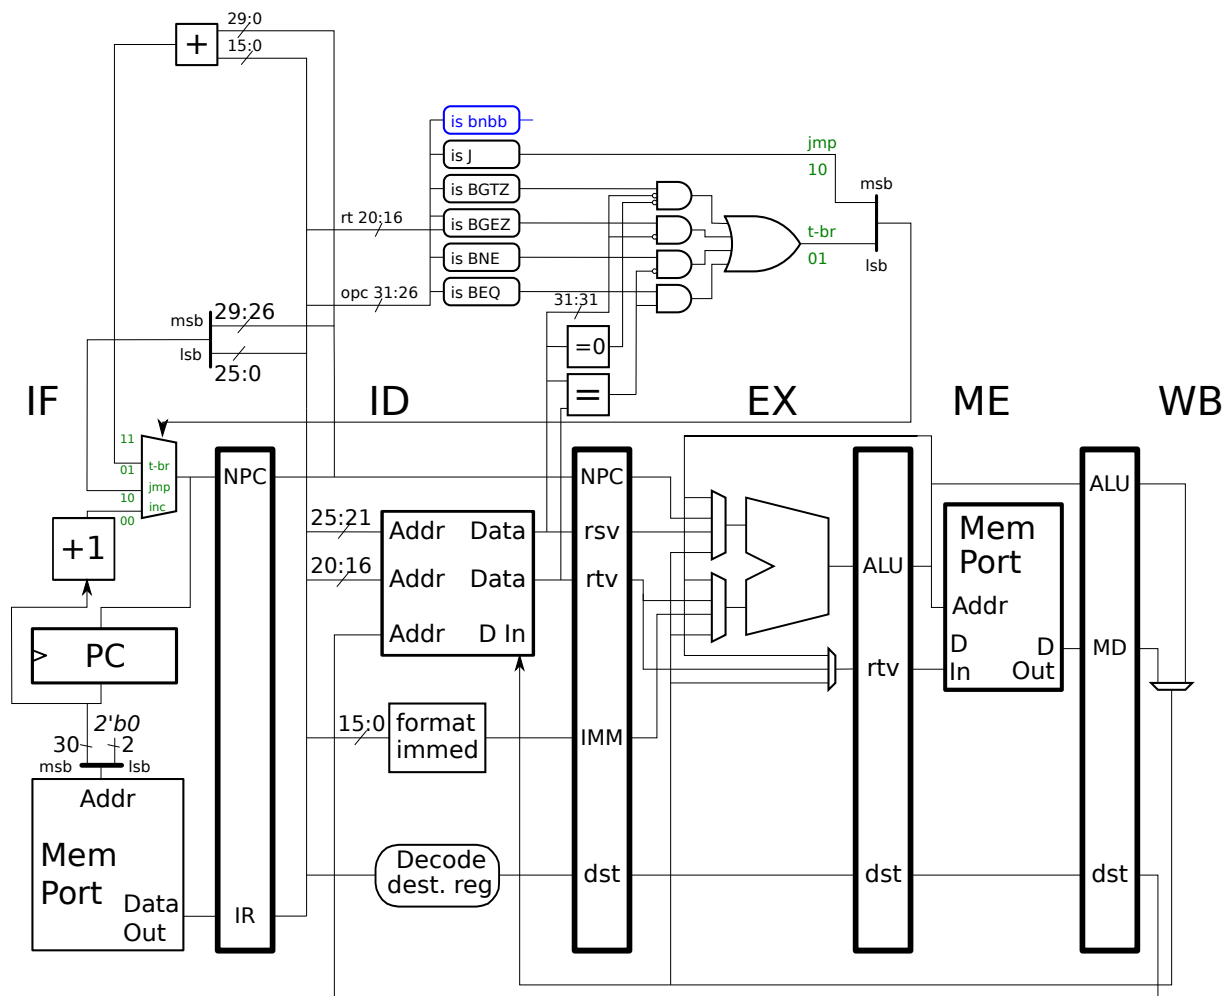 29:0
+
15:0
is bnbb
is J
jmp
10
is BGTZ
msb
rt 20:16
is BGEZ
t-br
01
is BNE
lsb
opc 31:26
is BEQ
31:31
29:26
msb
lsb
25:0
=0
=
IF
ID
EX
ME
WB
11
01
t-br
jmp
10
inc
00
NPC
NPC
ALU
+1
25:21
Addr
Data
rsv
Mem
Port
20:16
Addr
Data
rtv
ALU
Addr
Addr
D In
D
In
D
Out
MD
PC
rtv
2'b0
30
2
msb
lsb
15:0
format
immed
IMM
Addr
Mem
Port
Data
Out
IR
Decode
dest. reg
dst
dst
dst